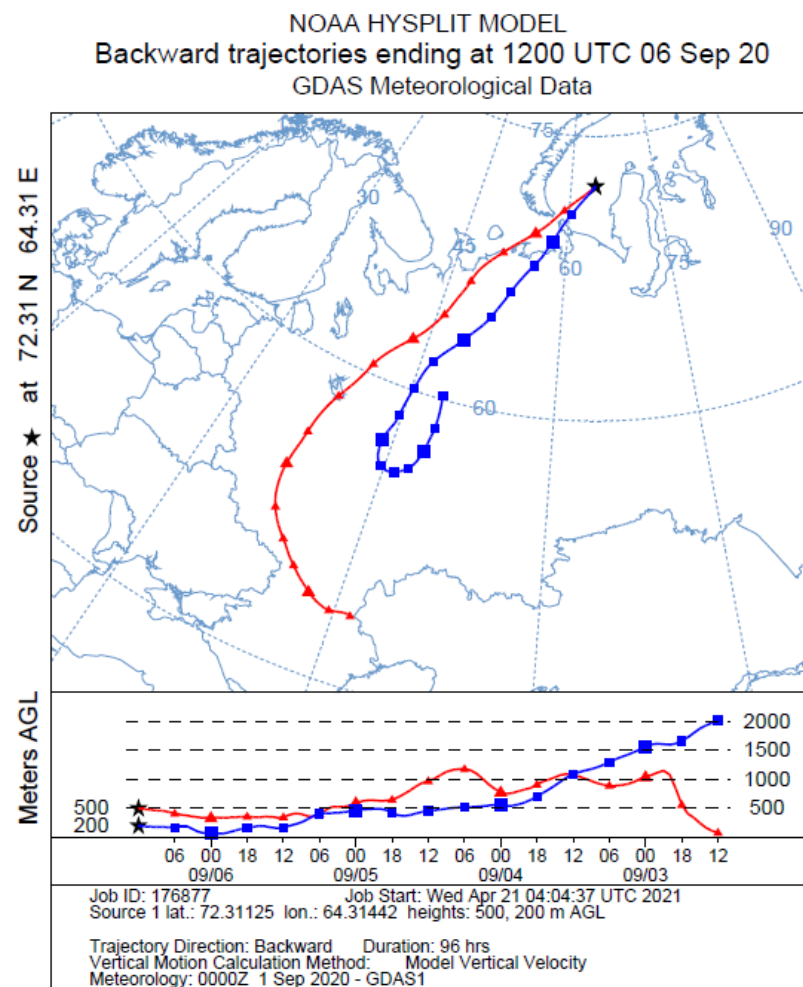 NOAA HYSPLIT MODEL
Backward trajectories ending at 1200 UTC 06 Sep 20
GDAS Meteorological Data
Source ★ at 72.31 N 64.31 E
75
30
90
45
60
75
60
Meters AGL
2000
1500
1000
500
500
200
06 00 18 12 06 00 18 12 06 00 18 12 06 00 18 12
09/06 09/05 09/04 09/03
Job ID: 176877 Job Start: Wed Apr 21 04:04:37 UTC 2021
Source 1 lat.: 72.31125 lon.: 64.31442 heights: 500, 200 m AGL
Trajectory Direction: Backward Duration: 96 hrs
Vertical Motion Calculation Method: Model Vertical Velocity
Meteorology: 0000Z 1 Sep 2020 - GDAS1